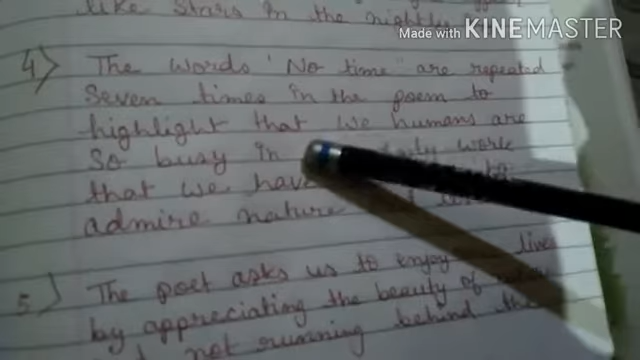 like stars in the
Made with KINEMASTER
4) The words "No time" are repeated
seven times in the poem to
highlight that we humans are
so busy in work
that we have
admire nature
5) The poet asks us to enjoy lives
by appreciating the beauty of
not running behind the